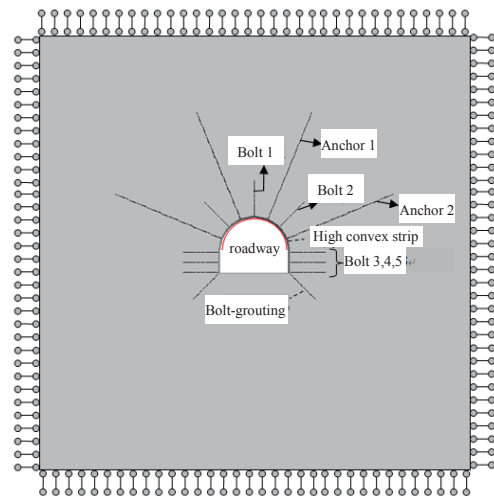 Anchor 1
Bolt 1
Bolt 2
Anchor 2
High convex strip
roadway
Bolt 3,4,5↵
Bolt-grouting